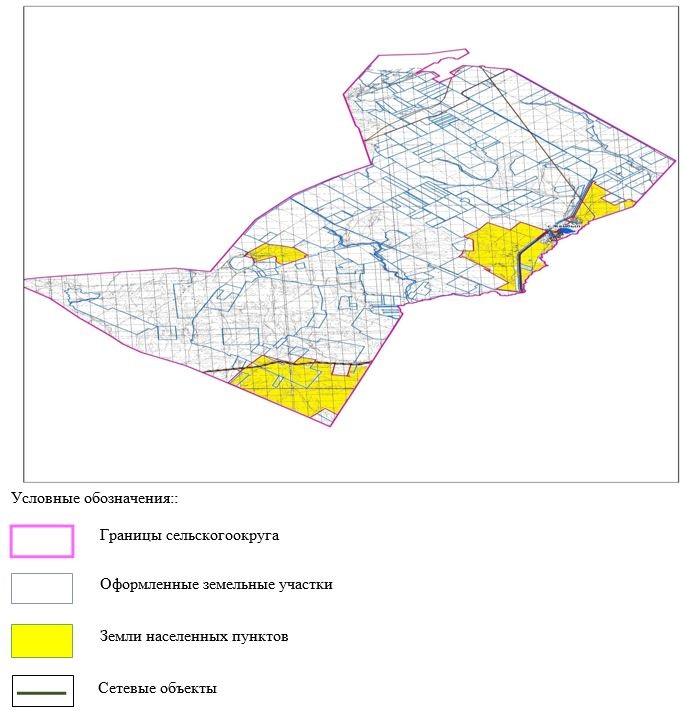 Условные обозначения::
Границы сельскогоокруга
Оформленные земельные участки
Земли населенных пунктов
Сетевые объекты